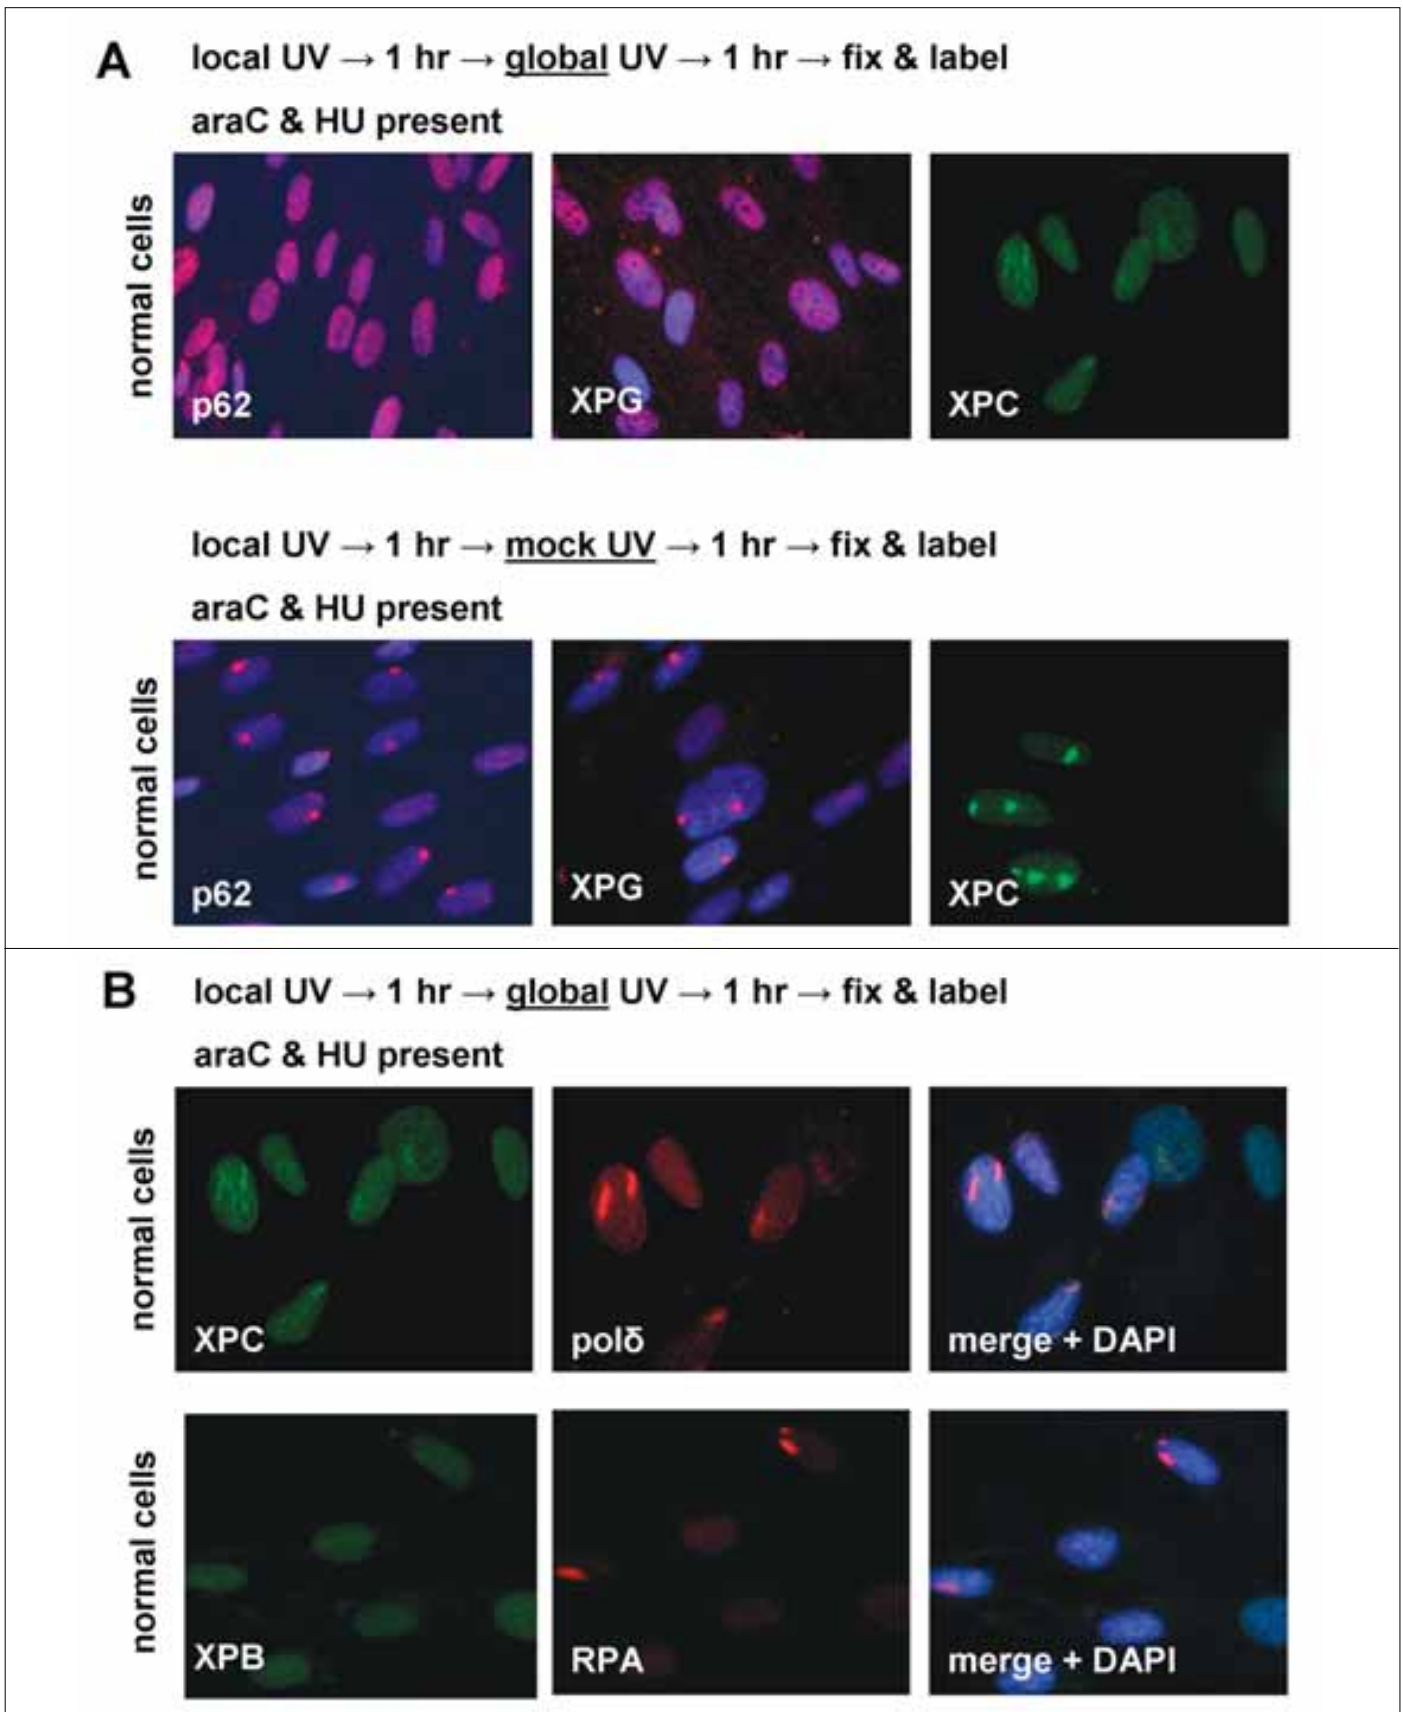 A
local UV → 1 hr → global UV → 1 hr → fix & label
araC & HU present
normal cells
p62
XPG
XPC
local UV → 1 hr → mock UV → 1 hr → fix & label
araC & HU present
normal cells
p62
XPG
XPC
B
local UV → 1 hr → global UV → 1 hr → fix & label
araC & HU present
normal cells
XPC
polδ
merge + DAPI
normal cells
XPB
RPA
merge + DAPI